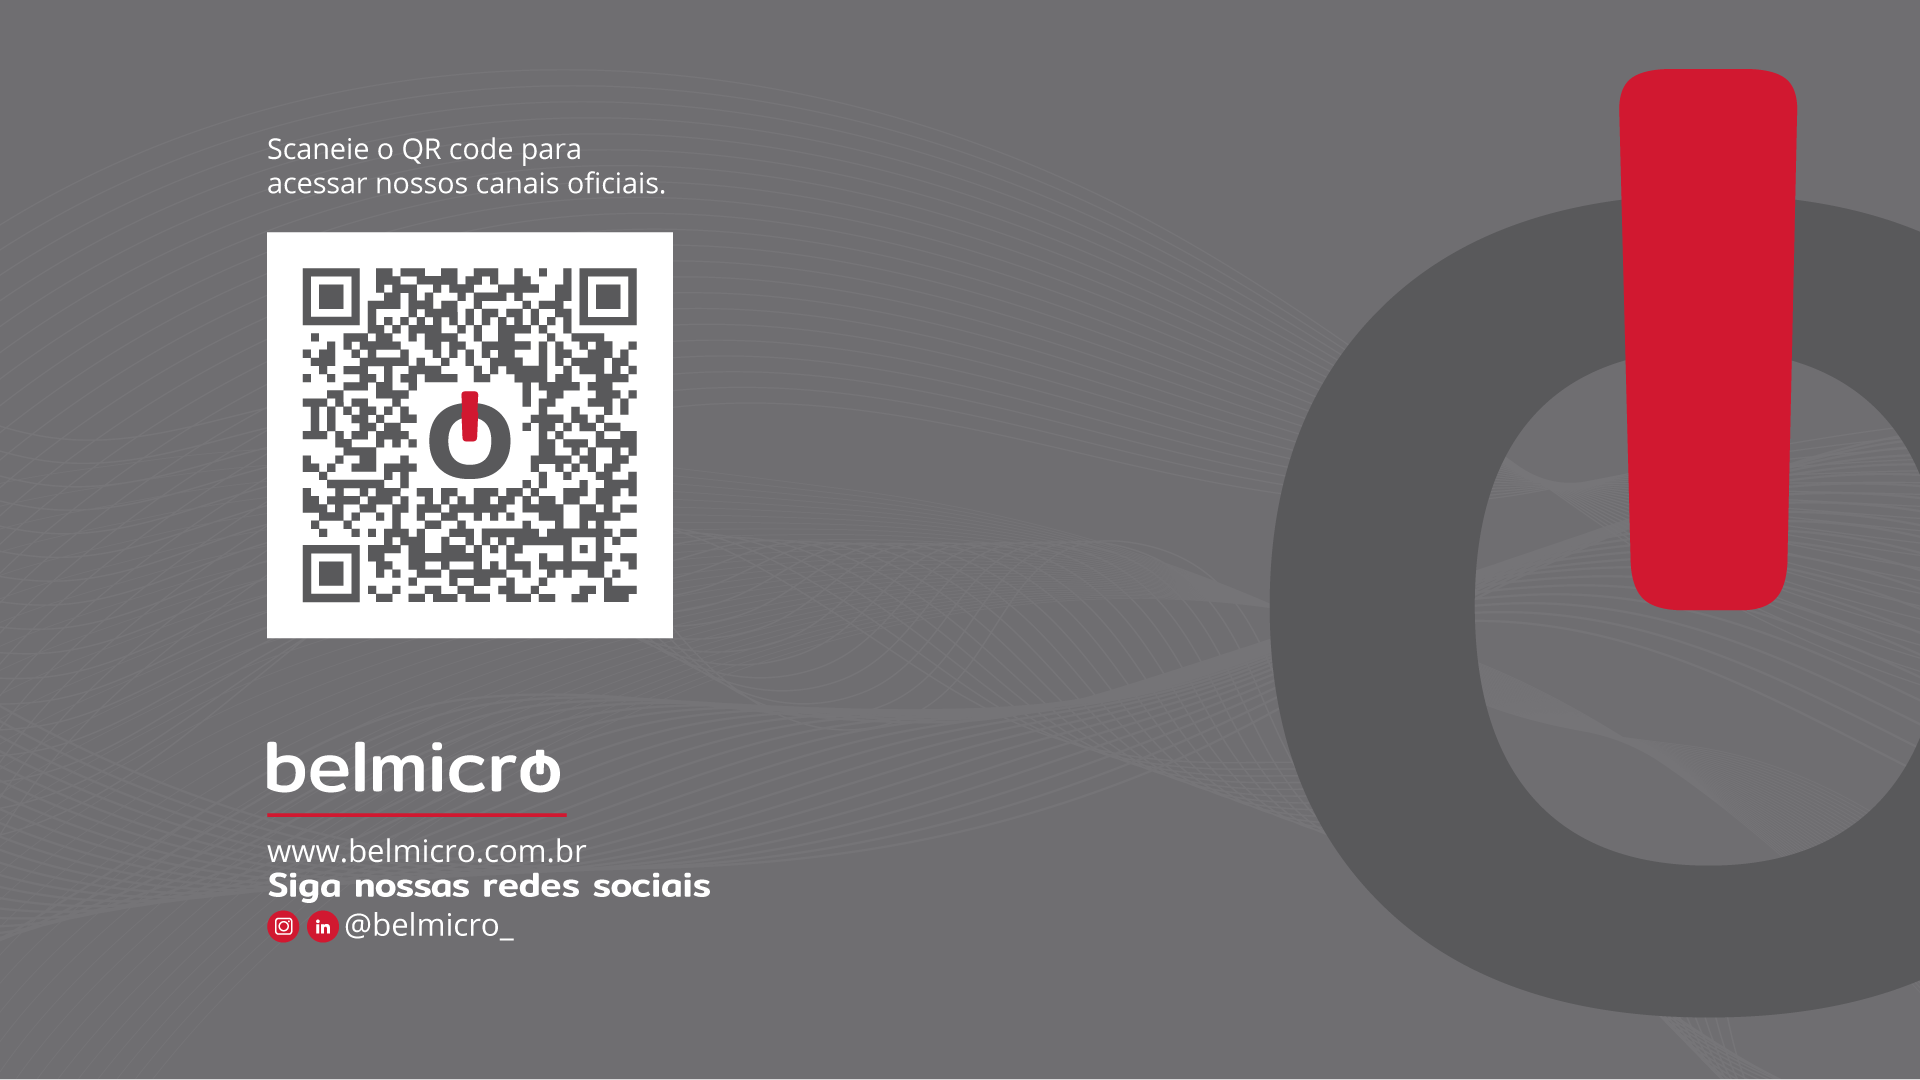 Scaneie o QR code para
acessar nossos canais oficiais.
belmicro
www.belmicro.com.br
Siga nossas redes sociais
@belmicro_